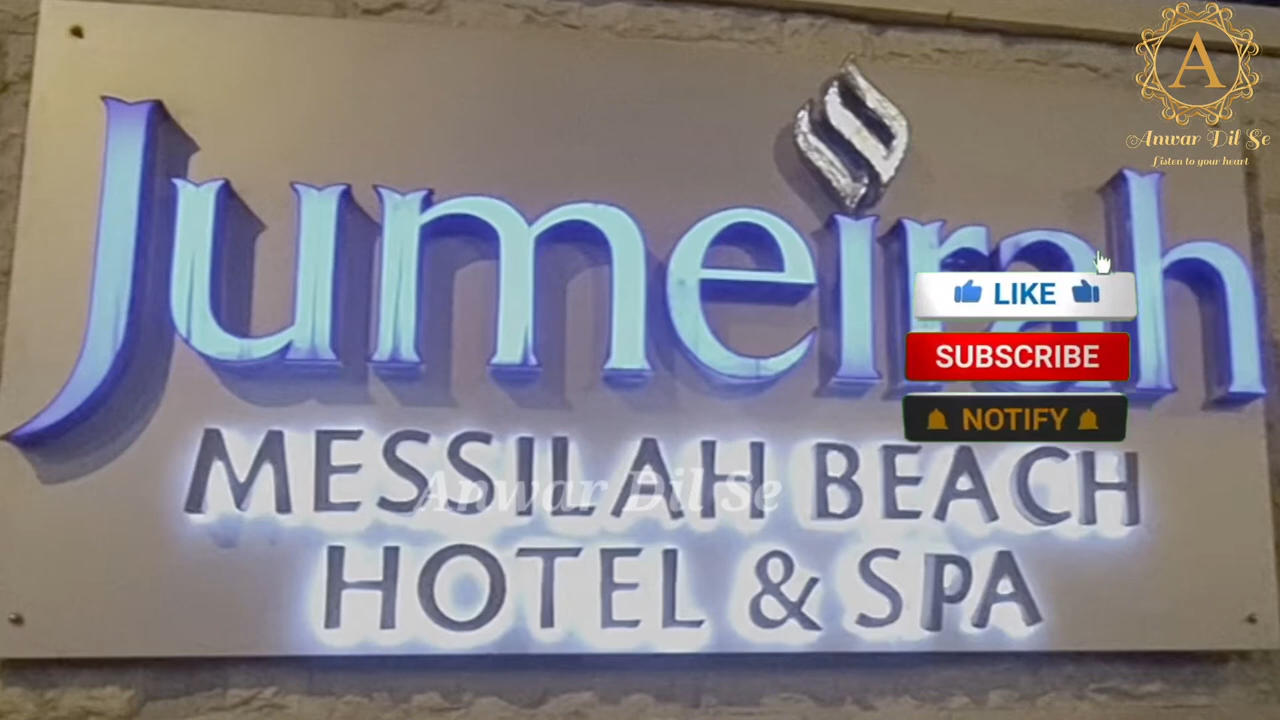 A
Anwar Dil Se
Listen to your heart
Jumeirah
LIKE
SUBSCRIBE
NOTIFY
MESSILAH BEACH
Anwar Dil Se
HOTEL & SPA